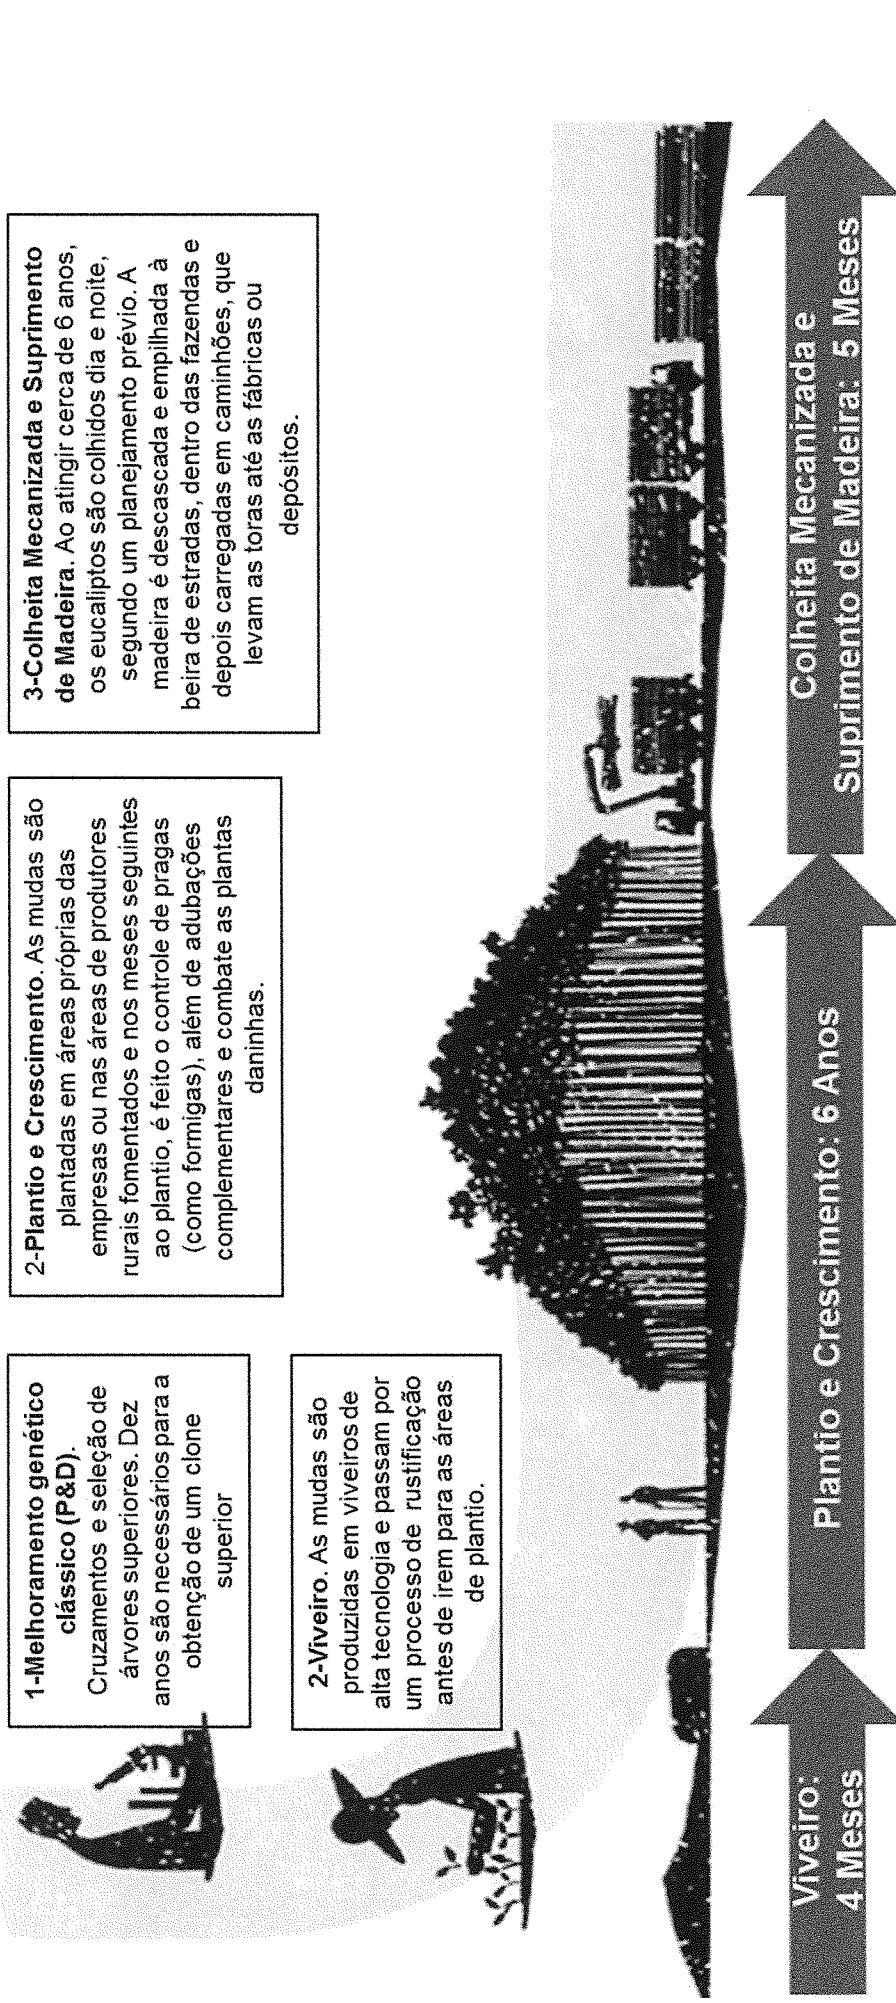 1-Melhoramento genético
clássico (P&D).
Cruzamentos e seleção de
árvores superiores. Dez
anos são necessários para a
obtenção de um clone
superior
2-Viveiro. As mudas são
produzidas em viveiros de
alta tecnologia e passam por
um processo de rustificação
antes de irem para as áreas
de plantio.
2-Plantio e Crescimento. As mudas são
plantadas em áreas próprias das
empresas ou nas áreas de produtores
rurais fomentados e nos meses seguintes
ao plantio, é feito o controle de pragas
(como formigas), além de adubações
complementares e combate as plantas
daninhas.
3-Colheita Mecanizada e Suprimento
de Madeira. Ao atingir cerca de 6 anos,
os eucaliptos são colhidos dia e noite,
segundo um planejamento prévio. A
madeira é descascada e empilhada à
beira de estradas, dentro das fazendas e
depois carregadas em caminhões, que
levam as toras até as fábricas ou
depósitos.
Viveiro:
4 Meses
Plantio e Crescimento: 6 Anos
Colheita Mecanizada e
Suprimento de Madeira: 5 Meses